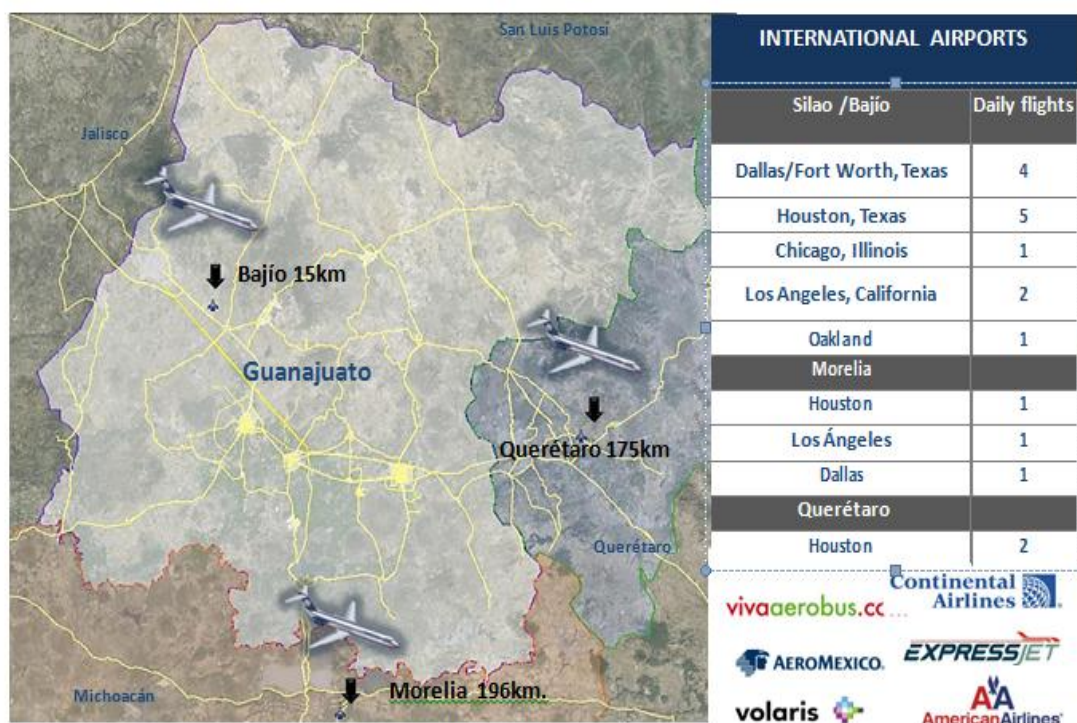 San Luis Potosí
Jalisco
Bajío 15km
Guanajuato
Querétaro 175km
Querétaro
Michoacán
Morelia 196km.
INTERNATIONAL AIRPORTS
Silao /Bajío Daily flights
Dallas/Fort Worth, Texas 4
Houston, Texas 5
Chicago, Illinois 1
Los Angeles, California 2
Oakland 1
Morelia
Houston 1
Los Ángeles 1
Dallas 1
Querétaro
Houston 2
vivaaerobus.cc ...
Continental
Airlines
AEROMEXICO.
EXPRESSJET
volaris
AA
AmericanAirlines